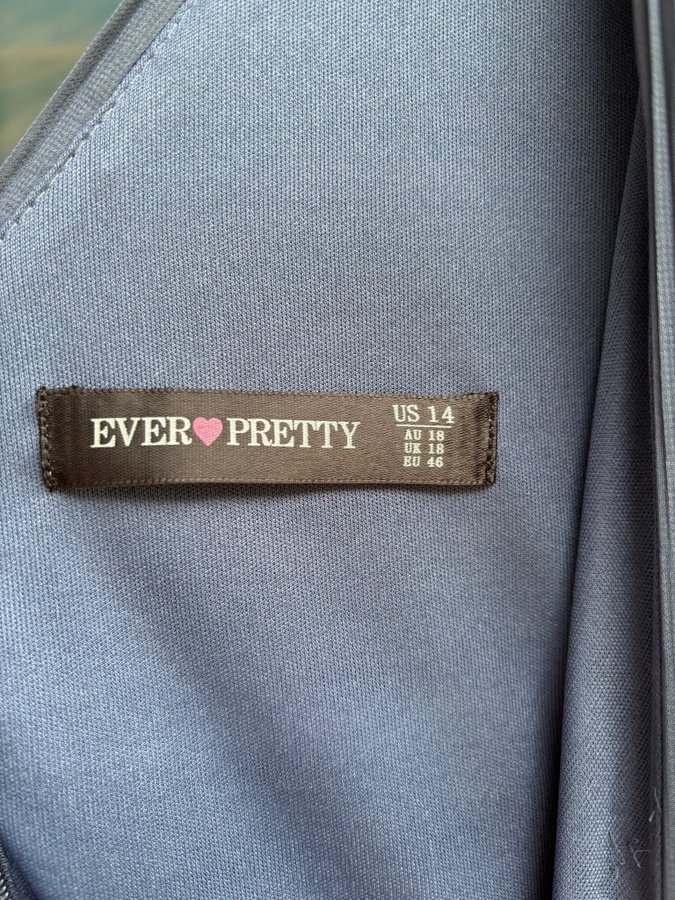 EVER♥PRETTY
US 14
AU 18
UK 18
EU 46